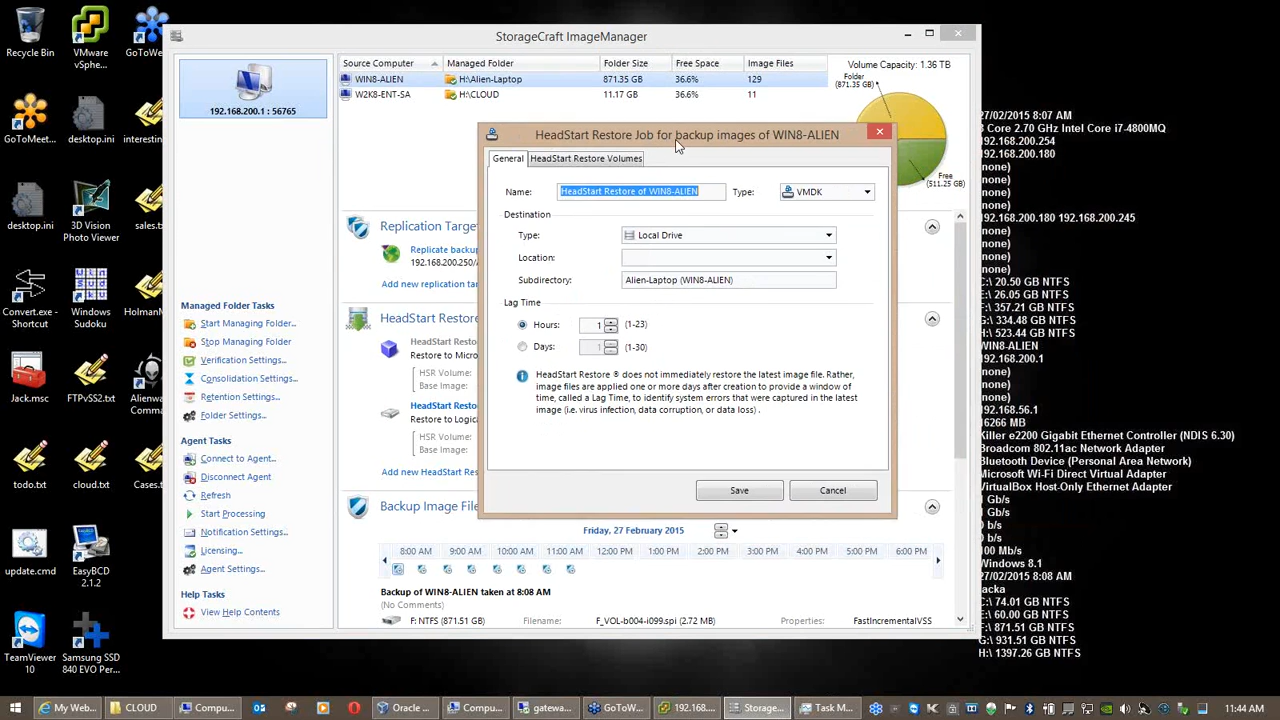 Recycle Bin
VMware vSphe...
GoToWe
GoToMeet...
desktop.ini
interestin
desktop.ini
3D Vision Photo Viewer
sales.tx
Convert.exe - Shortcut
Windows Sudoku
HolmanM
Jack.msc
FTPvSS2.txt
Alienwa
Comma
todo.txt
cloud.txt
Cases.t
update.cmd
EasyBCD 2.1.2
TeamViewer 10
Samsung SSD 840 EVO Per...
StorageCraft ImageManager
192.168.200.1 : 56765
Source Computer
Managed Folder
Folder Size
Free Space
Image Files
WIN8-ALIEN
H:\Alien-Laptop
871.35 GB
36.6%
129
W2K8-ENT-SA
H:\CLOUD
11.17 GB
36.6%
11
Volume Capacity: 1.36 TB
Folder
(871.35 GB)
Free
(511.25 GB)
HeadStart Restore Job for backup images of WIN8-ALIEN
General
HeadStart Restore Volumes
Name:
HeadStart Restore of WIN8-ALIEN
Type:
VMDK
Destination
Type:
Local Drive
Location:
Subdirectory:
Alien-Laptop (WIN8-ALIEN)
Lag Time
Hours:
1
(1-23)
Days:
1
(1-30)
HeadStart Restore ® does not immediately restore the latest image file. Rather,
image files are applied one or more days after creation to provide a window of
time, called a Lag Time, to identify system errors that were captured in the latest
image (i.e. virus infection, data corruption, or data loss) .
Save
Cancel
Replication Targe
Replicate backup
192.168.200.250/A
Add new replication tar
HeadStart Restore
HeadStart Resto
Restore to Micro
HSR Volume:
Base Image:
HeadStart Resto
Restore to Logica
HSR Volume:
Base Image:
Add new HeadStart Res
Backup Image File
Friday, 27 February 2015
8:00 AM
9:00 AM
10:00 AM
11:00 AM
12:00 PM
1:00 PM
2:00 PM
3:00 PM
4:00 PM
5:00 PM
6:00 PM
Backup of WIN8-ALIEN taken at 8:08 AM
(No Comments)
F: NTFS (871.51 GB)
Filename:
F_VOL-b004-i099.spi (2.72 MB)
Properties:
FastIncrementalVSS
Managed Folder Tasks
Start Managing Folder...
Stop Managing Folder
Verification Settings...
Consolidation Settings...
Retention Settings...
Folder Settings...
Agent Tasks
Connect to Agent...
Disconnect Agent
Refresh
Start Processing
Notification Settings...
Licensing...
Agent Settings...
Help Tasks
View Help Contents
27/02/2015 8:07 AM
8 Core 2.70 GHz Intel Core i7-4800MQ
192.168.200.254
192.168.200.180
(none)
(none)
(none)
192.168.200.180 192.168.200.245
(none)
(none)
(none)
C:\ 20.50 GB NTFS
E:\ 26.05 GB NTFS
F:\ 357.21 GB NTFS
G:\ 334.48 GB NTFS
H:\ 523.44 GB NTFS
WIN8-ALIEN
192.168.200.1
192.168.56.1
16266 MB
Killer e2200 Gigabit Ethernet Controller (NDIS 6.30)
Broadcom 802.11ac Network Adapter
Bluetooth Device (Personal Area Network)
Microsoft Wi-Fi Direct Virtual Adapter
VirtualBox Host-Only Ethernet Adapter
1 Gb/s
0 b/s
0 b/s
100 Mb/s
Windows 8.1
27/02/2015 8:08 AM
jacka
C:\ 74.01 GB NTFS
E:\ 60.00 GB NTFS
F:\ 871.51 GB NTFS
G:\ 931.51 GB NTFS
H:\ 1397.26 GB NTFS
My Web...
CLOUD
Compu...
Oracle ...
Compu...
gatewa...
GoToW...
192.168...
Storage...
Task M...
11:44 AM